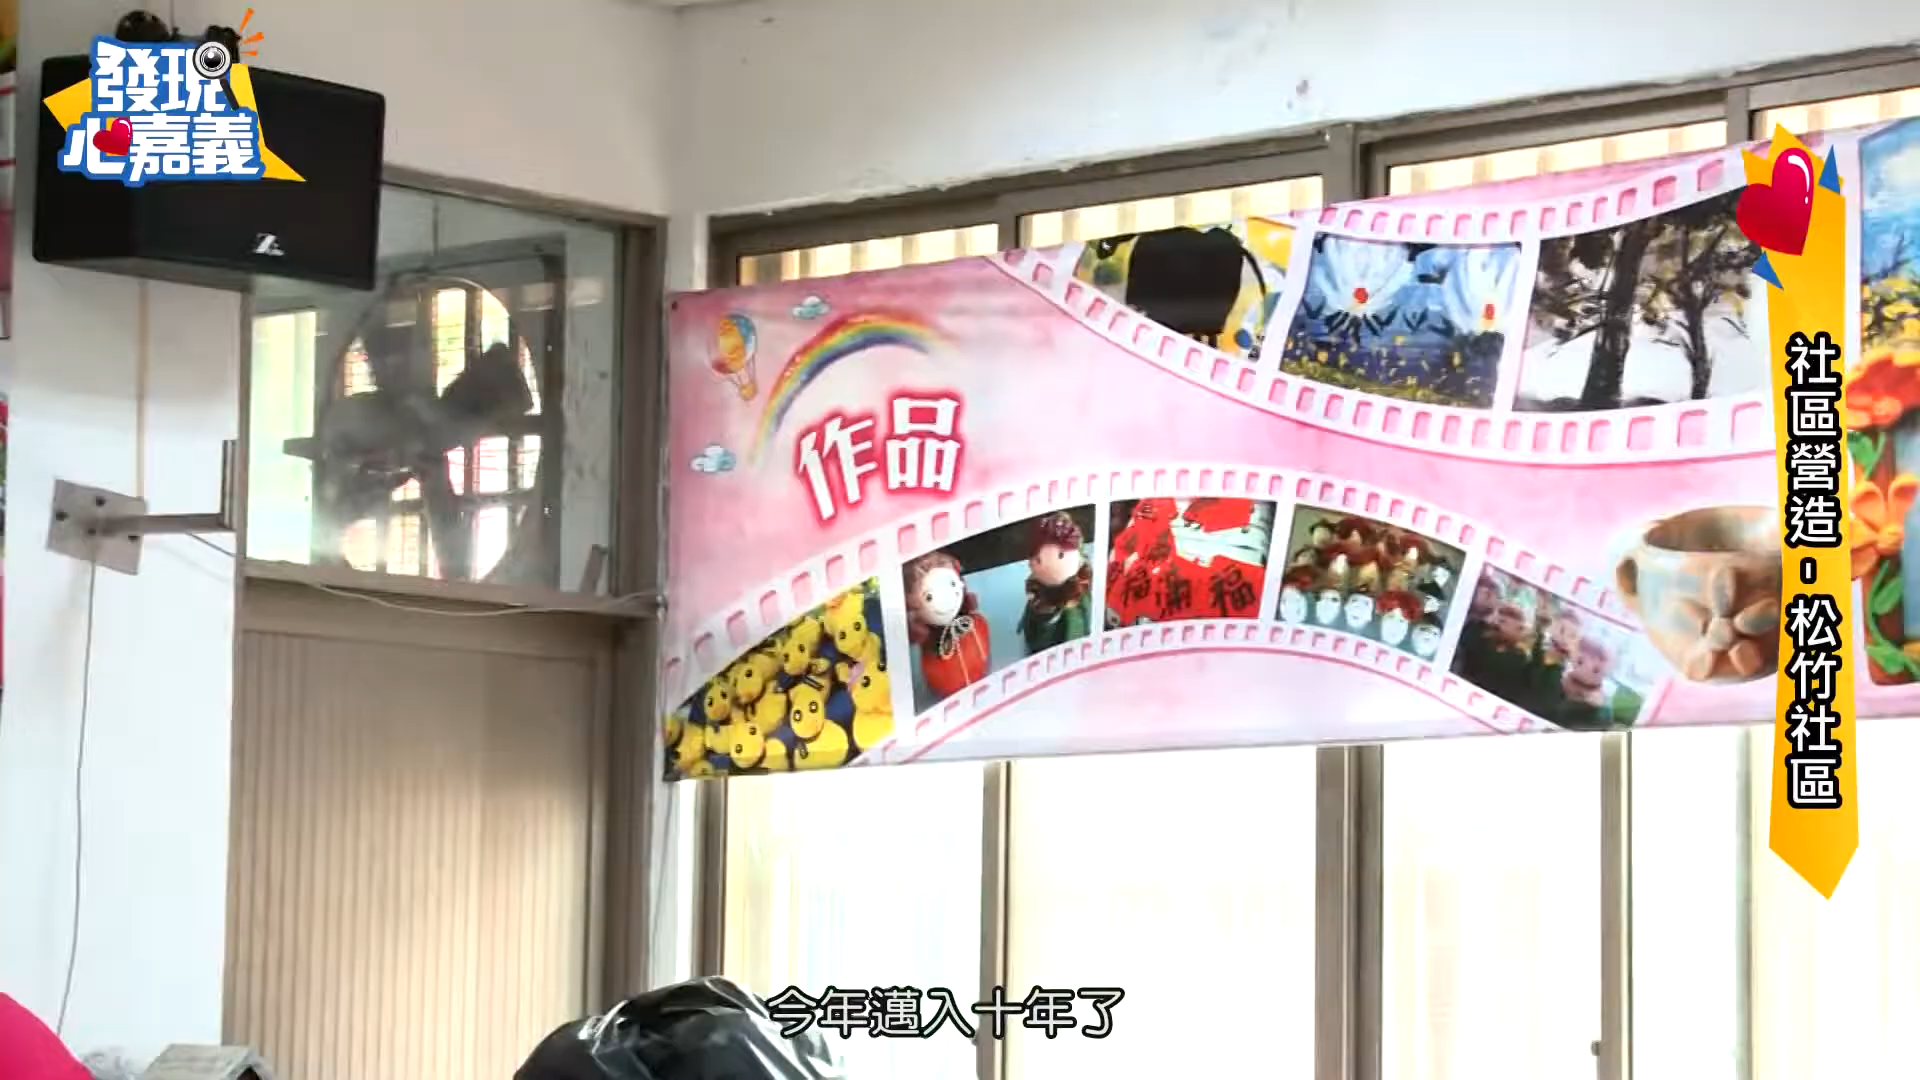 發現
心嘉義
作品
福滿福
社區營造-松竹社區
今年邁入十年了